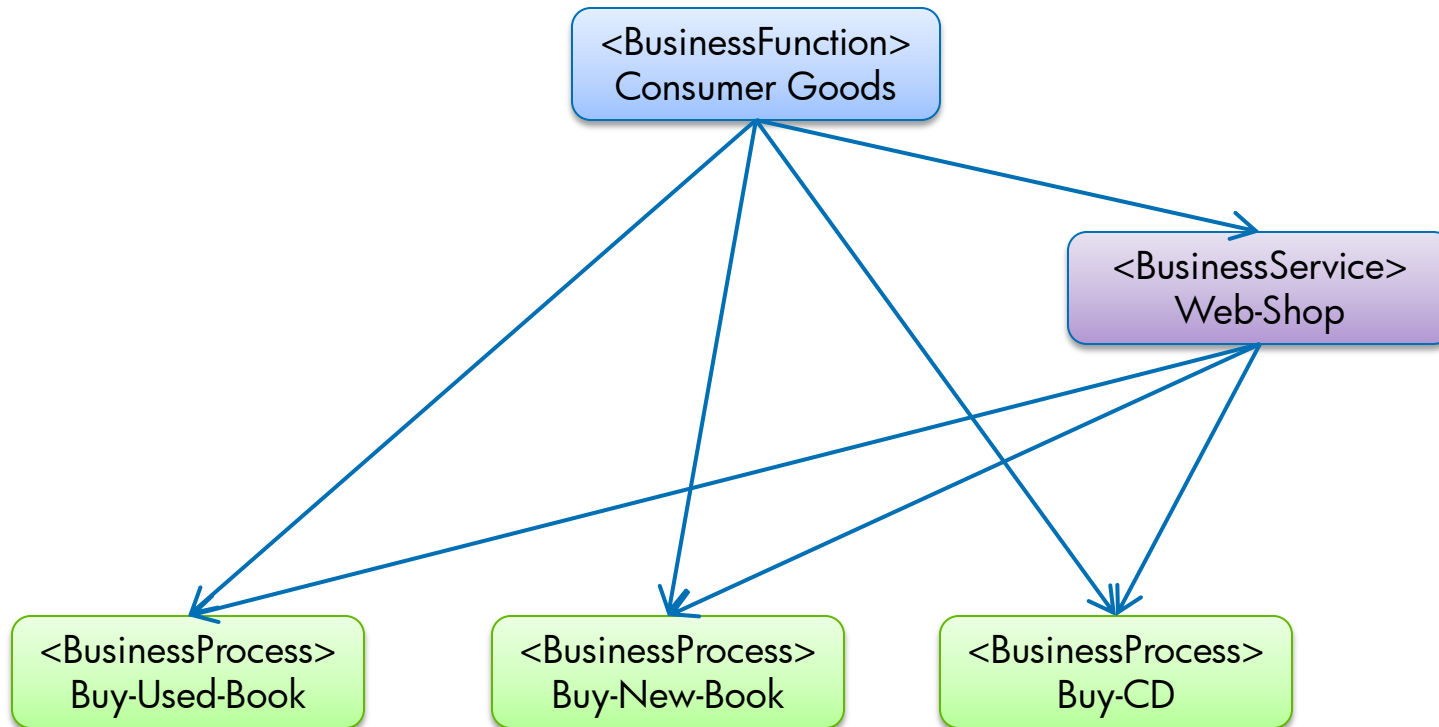 <BusinessFunction>
Consumer Goods
<BusinessService>
Web-Shop
<BusinessProcess>
Buy-Used-Book
<BusinessProcess>
Buy-New-Book
<BusinessProcess>
Buy-CD